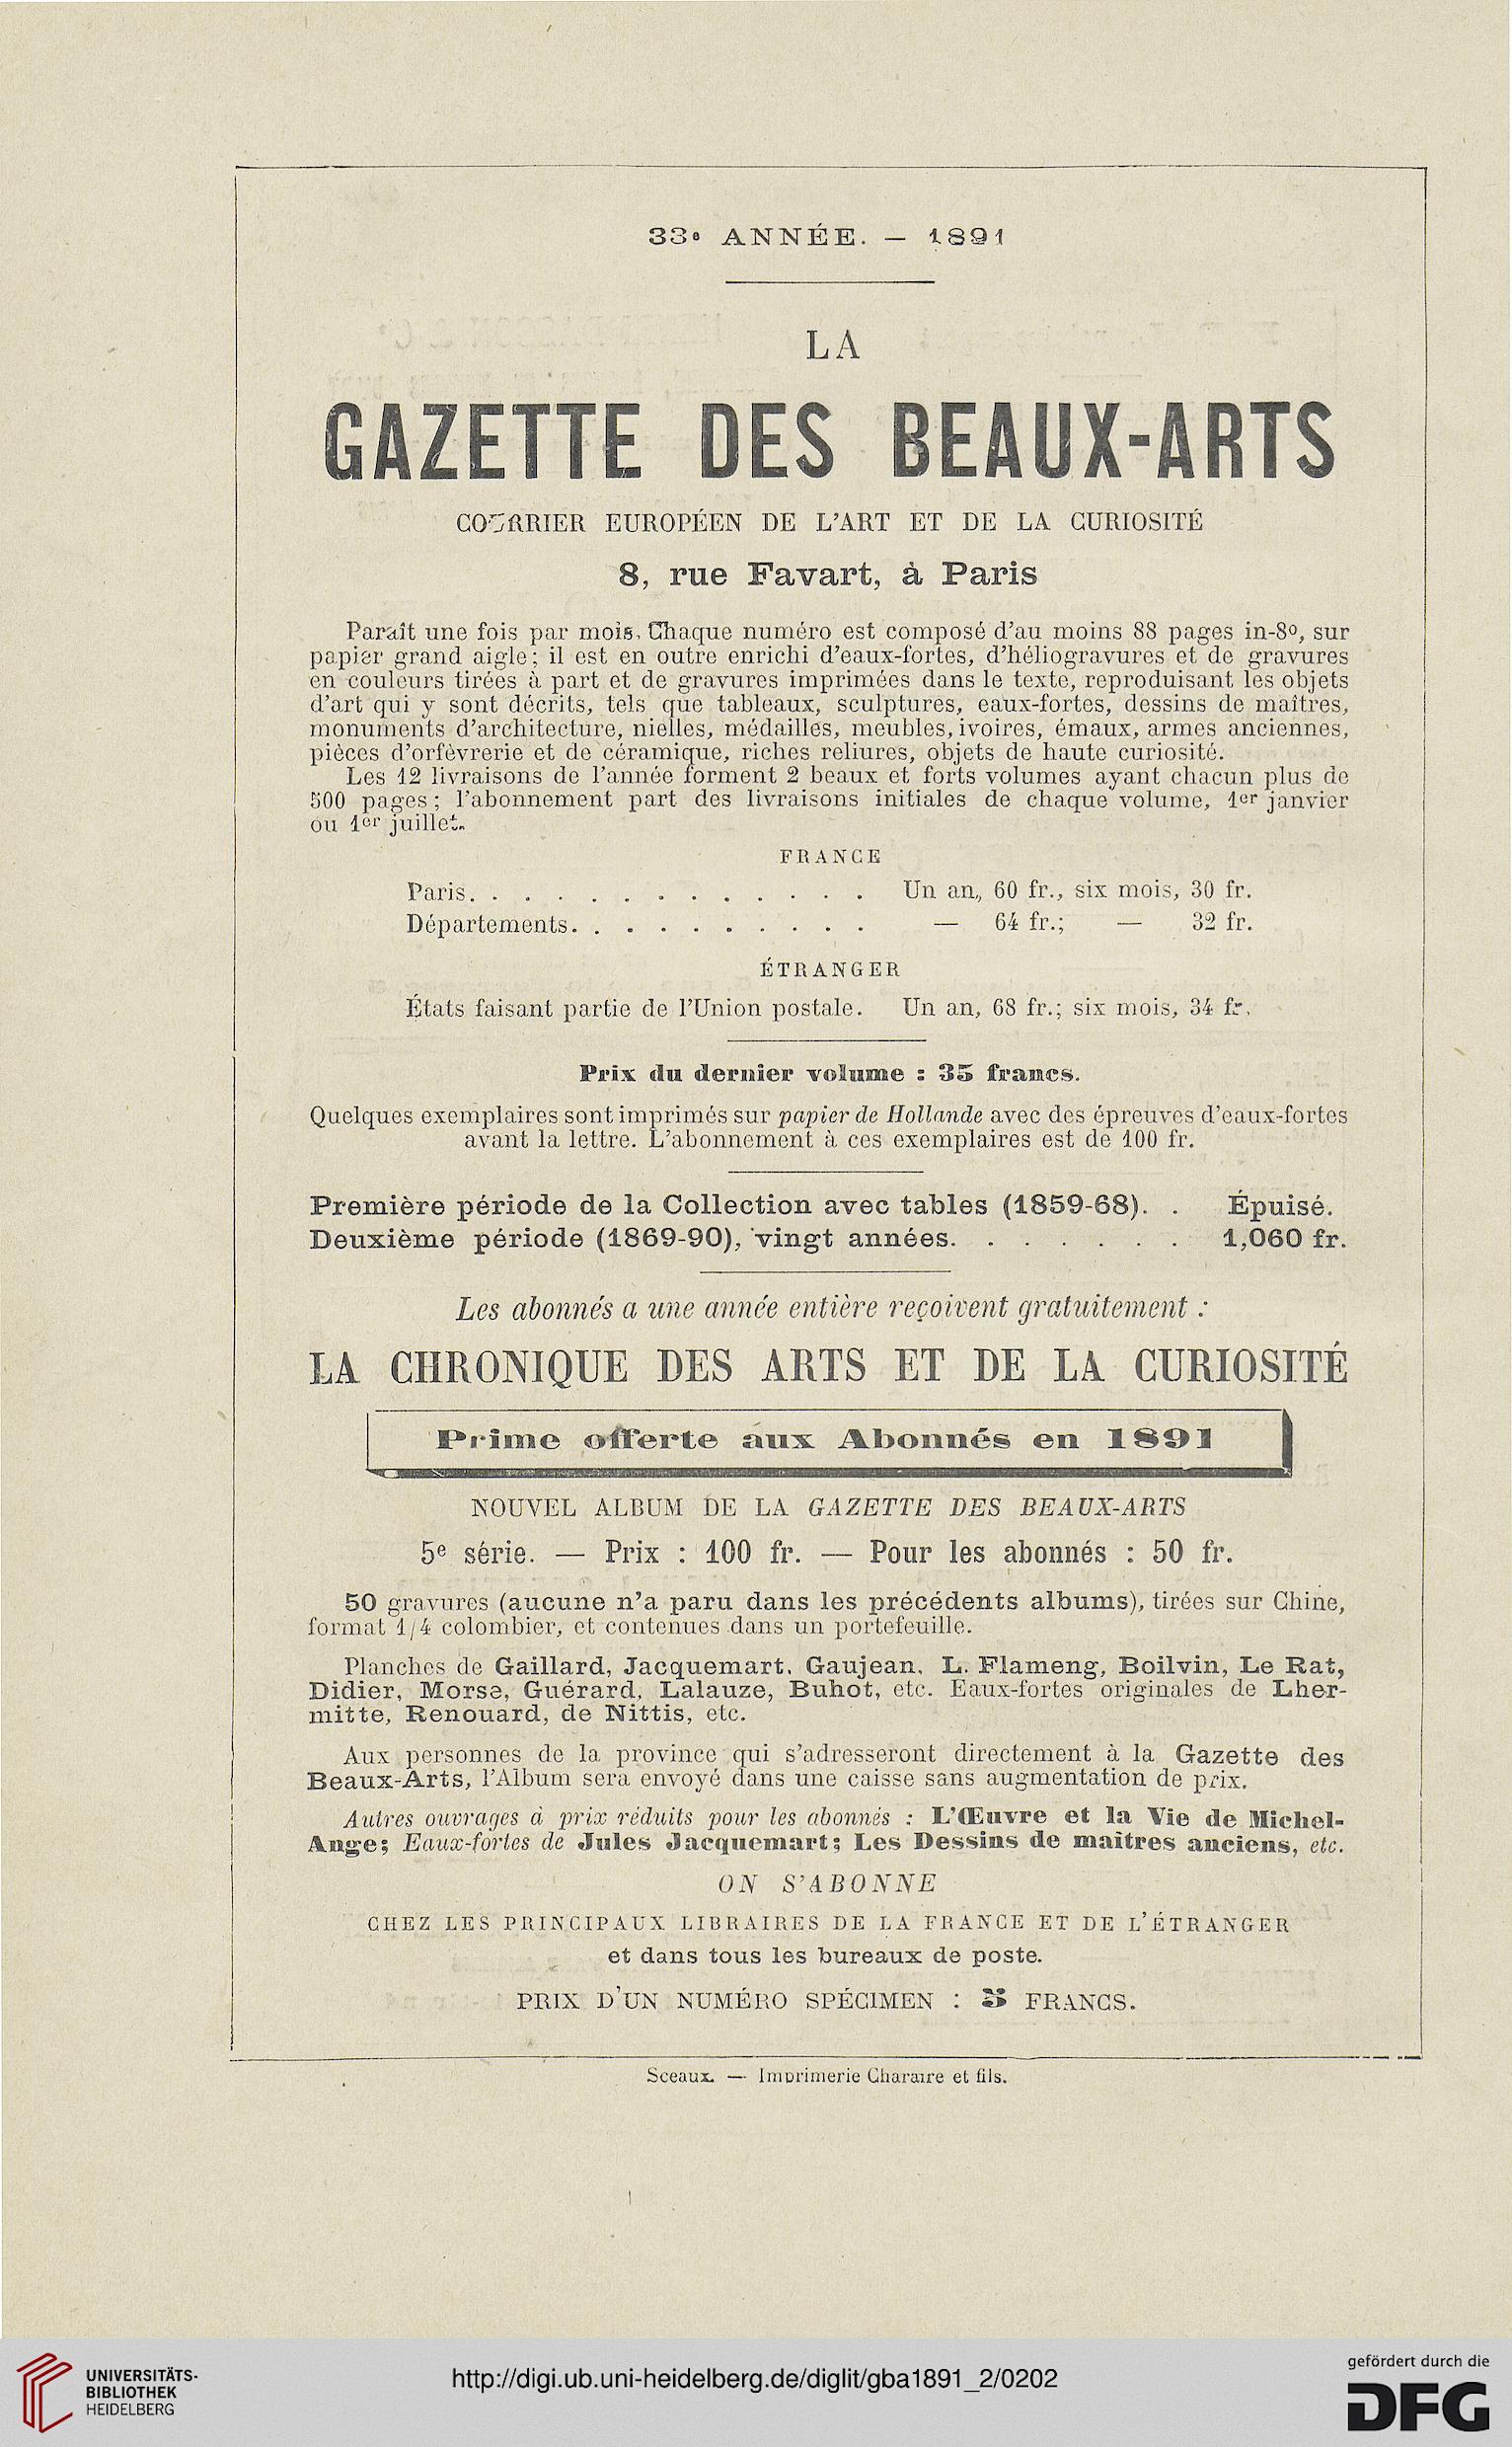 33e ANNÉE. — 1891
LA
GAZETTE DES BEAUX-ARTS
COURRIER EUROPÉEN DE L'ART ET DE LA CURIOSITÉ
8, rue Favart, à Paris
Paraît une fois par mois. Chaque numéro est composé d'au moins 88 pages in-8o, sur
papier grand aigle; il est en outre enrichi d'eaux-fortes, d'héliogravures et de gravures
en couleurs tirées à part et de gravures imprimées dans le texte, reproduisant les objets
d'art qui y sont décrits, tels que tableaux, sculptures, eaux-fortes, dessins de maîtres,
monuments d'architecture, nielles, médailles, meubles, ivoires, émaux, armes anciennes,
pièces d'orfèvrerie et de céramique, riches reliures, objets de haute curiosité.
Les 12 livraisons de l'année forment 2 beaux et forts volumes ayant chacun plus de
500 pages; l'abonnement part des livraisons initiales de chaque volume, 1er janvier
ou 1er juillet.
FRANCE
Paris. . . . . . . . . . . . . . Un an, 60 fr., six mois, 30 fr.
Départements. . . . . . . . . . — 64 fr.; — 32 fr.
ÉTRANGER
États faisant partie de l'Union postale. Un an, 68 fr.; six mois, 34 fr.
Prix du dernier volume : 35 francs.
Quelques exemplaires sont imprimés sur papier de Hollande avec des épreuves d'eaux-fortes
avant la lettre. L'abonnement à ces exemplaires est de 100 fr.
Première période de la Collection avec tables (1859-68). . Épuisé.
Deuxième période (1869-90), vingt années. . . . . . . 1,060 fr.
Les abonnés a une année entière reçoivent gratuitement :
LA CHRONIQUE DES ARTS ET DE LA CURIOSITÉ
Prime offerte aux Abonnés en 1891
NOUVEL ALBUM DE LA GAZETTE DES BEAUX-ARTS
5e série. — Prix : 100 fr. — Pour les abonnés : 50 fr.
50 gravures (aucune n'a paru dans les précédents albums), tirées sur Chine,
format 1/4 colombier, et contenues dans un portefeuille.
Planches de Gaillard, Jacquemart, Gaujean, L. Flameng, Boilvin, Le Rat,
Didier, Morse, Guérard, Lalauze, Buhot, etc. Eaux-fortes originales de Lher-
mitte, Renouard, de Nittis, etc.
Aux personnes de la province qui s'adresseront directement à la Gazette des
Beaux-Arts, l'Album sera envoyé dans une caisse sans augmentation de prix.
Autres ouvrages à prix réduits pour les abonnés : L'Œuvre et la Vie de Michel-
Ange; Eaux-fortes de Jules Jacquemart; Les Dessins de maîtres anciens, etc.
ON S'ABONNE
CHEZ LES PRINCIPAUX LIBRAIRES DE LA FRANCE ET DE L'ÉTRANGER
et dans tous les bureaux de poste.
PRIX D'UN NUMÉRO SPÉCIMEN : 5 FRANCS.
Sceaux. — Imprimerie Charaire et fils.
UNIVERSITÄTS-
BIBLIOTHEK
HEIDELBERG
http://digi.ub.uni-heidelberg.de/diglit/gba1891_2/0202
gefördert durch die
DFG